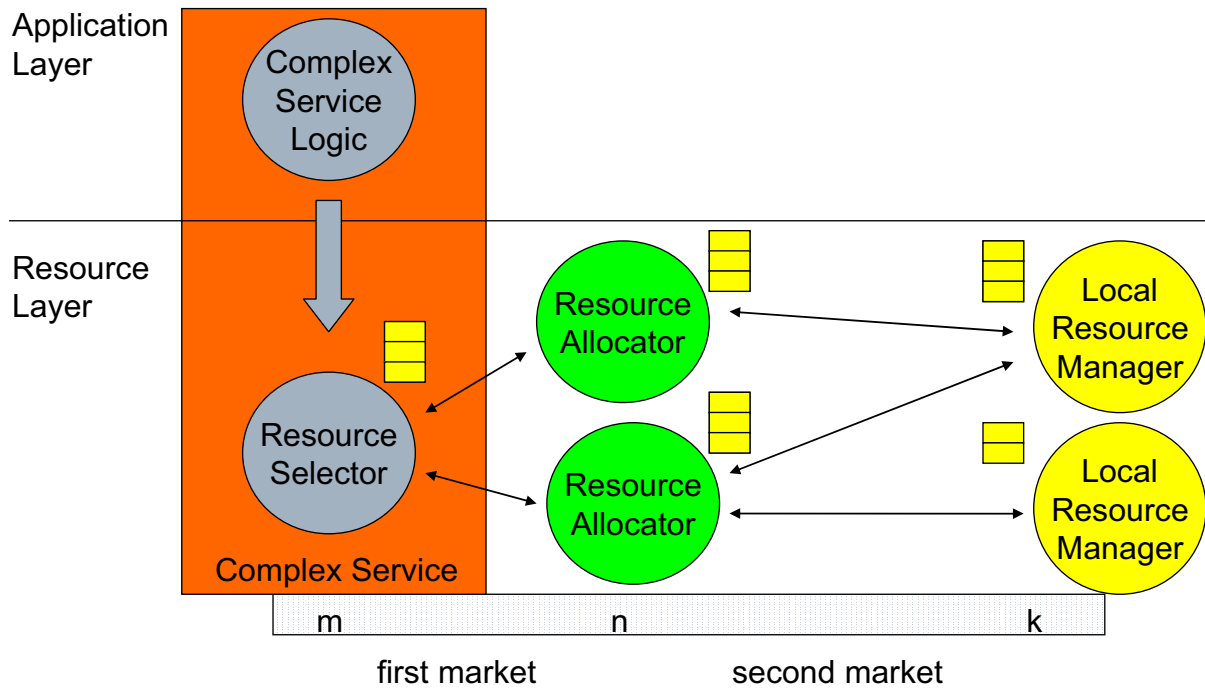 Application
Layer
Complex
Service
Logic
Resource
Layer
Resource
Allocator
Local
Resource
Manager
Resource
Selector
Resource
Allocator
Local
Resource
Manager
Complex Service
m
n
k
first market
second market